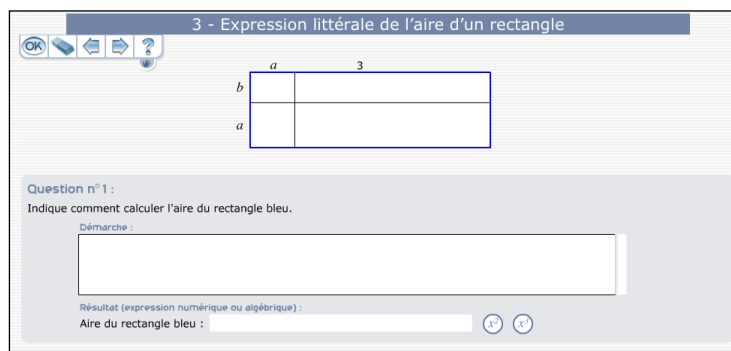 3 - Expression littérale de l'aire d'un rectangle
OK
?
a 3
b
a
Question n°1 :
Indique comment calculer l'aire du rectangle bleu.
Démarche :
Résultat (expression numérique ou algébrique) :
Aire du rectangle bleu : x² x³